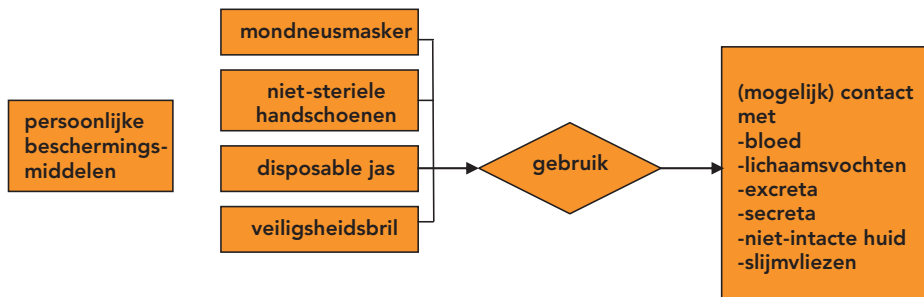 persoonlijke
beschermings-
middelen
mondneusmasker
niet-steriele
handschoenen
disposable jas
veiligsheidsbril
gebruik
(mogelijk) contact
met
-bloed
-lichaamsvochten
-excreta
-secreta
-niet-intacte huid
-slijmvliezen